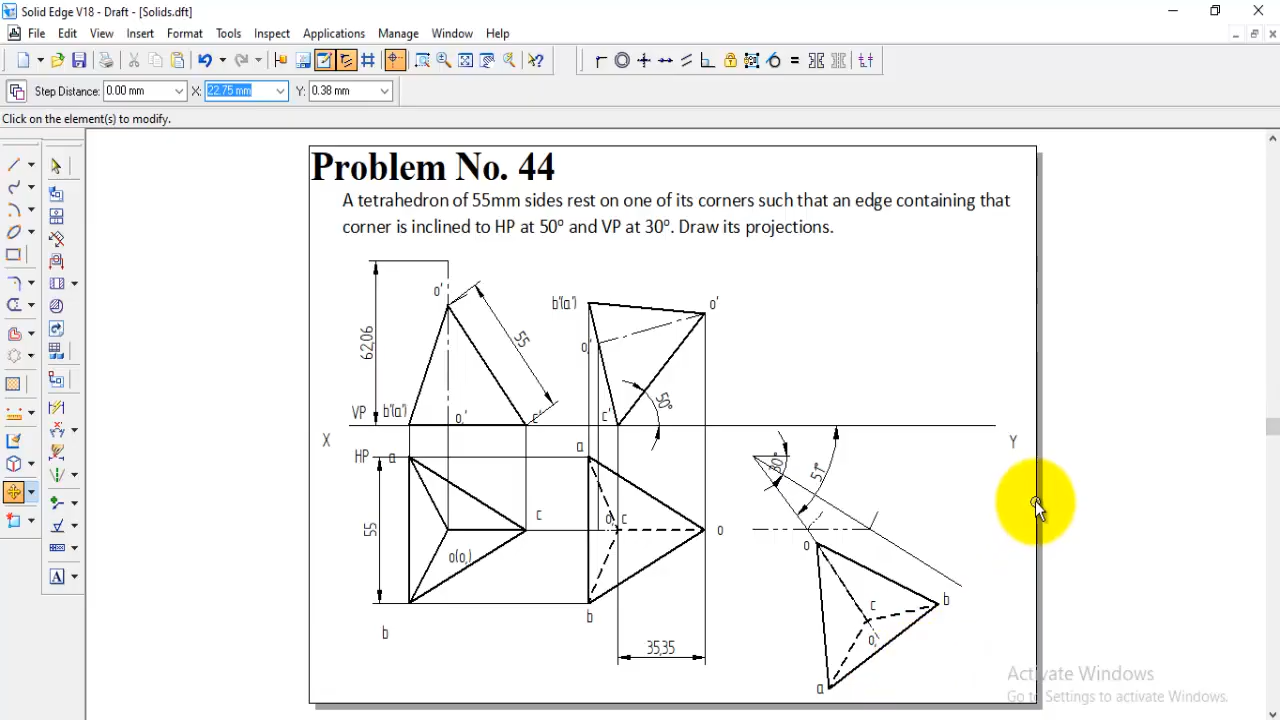 Solid Edge V18 - Draft - [Solids.dft]
File Edit View Insert Format Tools Inspect Applications Manage Window Help
Step Distance: 0.00 mm X: 22.75 mm Y: 0.38 mm
Click on the element(s) to modify.
Problem No. 44
A tetrahedron of 55mm sides rest on one of its corners such that an edge containing that
corner is inclined to HP at 50º and VP at 30º. Draw its projections.
o'
b'(a')
o'
62,06
55
o,'
50°
VP b'(a')
o,'
c'
c'
X
Y
HP
a
a
30°
51°
55
c
o,
c
o
o
o(o,)
b
b
c
b
o,
35,35
a
A
Activate Windows
Go to Settings to activate Windows.